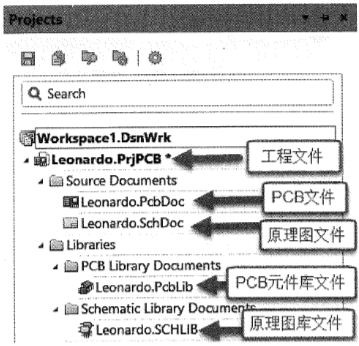 Projects
Search
Workspace1.DsnWrk
Leonardo.PrjPCB *
工程文件
Source Documents
Leonardo.PcbDoc
PCB文件
Leonardo.SchDoc
原理图文件
Libraries
PCB Library Documents
Leonardo.PcbLib
PCB元件库文件
Schematic Library Documents
Leonardo.SCHLIB
原理图库文件